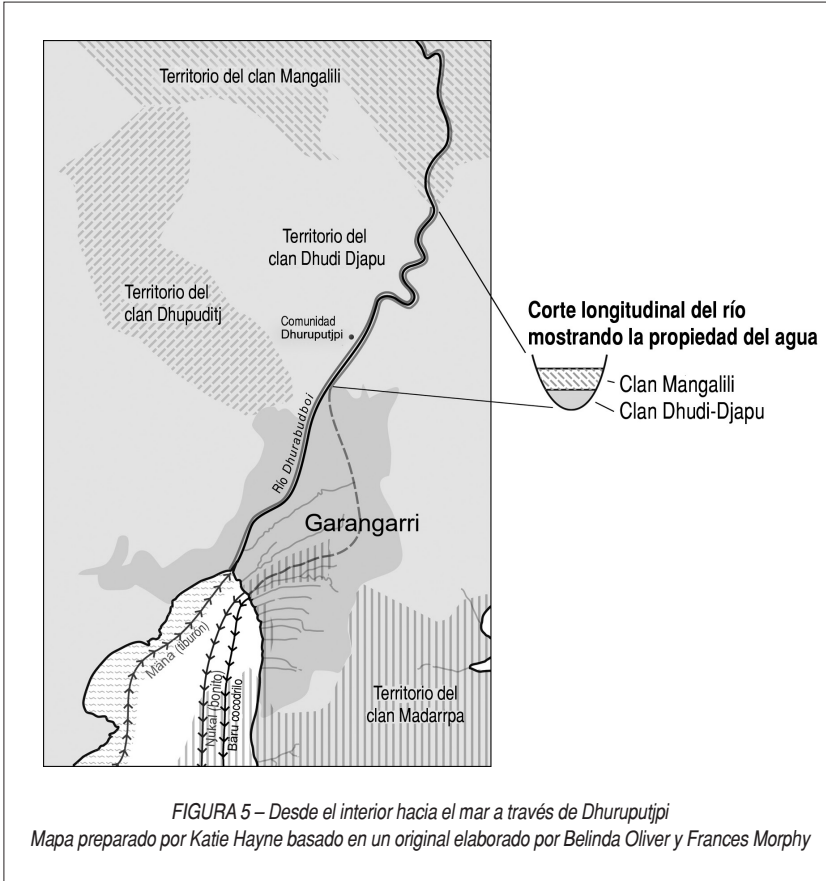 Territorio del clan Mangalili
Territorio del
clan Dhudi Djapu
Territorio del
clan Dhupuditj
Comunidad
Dhuruputjpi
Corte longitudinal del río
mostrando la propiedad del agua
Clan Mangalili
Clan Dhudi-Djapu
Río Dhurabudboi
Garangarri
Mäna (tiburón)
Nukal (bonito)
Baru cocodrilo
Territorio del
clan Madarrpa
FIGURA 5 – Desde el interior hacia el mar a través de Dhuruputjpi
Mapa preparado por Katie Hayne basado en un original elaborado por Belinda Oliver y Frances Morphy